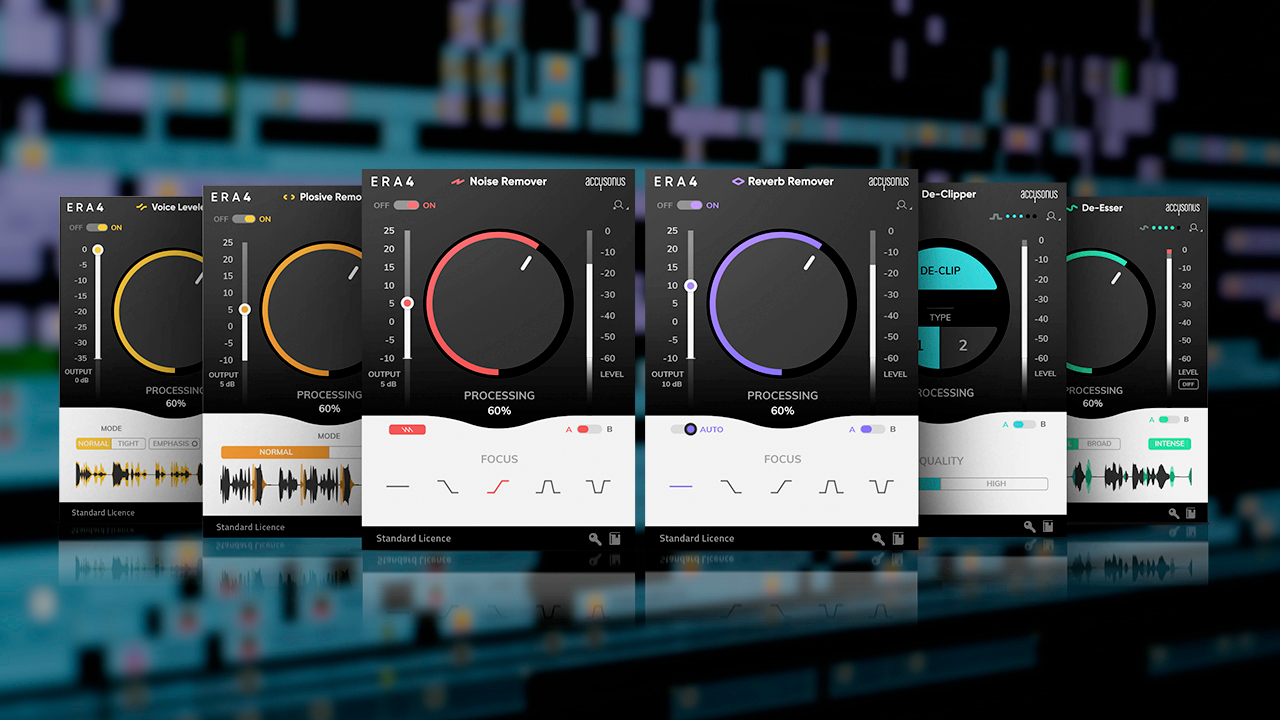 ERA4 Voice Levele
OFF ON
0
-5
-10
-15
-20
-25
-30
-35
OUTPUT
0 dB
PROCESSING
60%
MODE
NORMAL TIGHT EMPHASIS
Standard Licence
ERA4 Plosive Remo
OFF ON
25
20
15
10
5
0
-5
-10
OUTPUT
5 dB
PROCESSING
60%
MODE
NORMAL
Standard Licence
ERA4 Noise Remover accusonus
OFF ON
25 0
20 -10
15 -20
10 -30
5 -40
0 -50
-5 -60
-10
OUTPUT LEVEL
5 dB
PROCESSING
60%
A B
FOCUS
Standard Licence
ERA4 Reverb Remover accusonus
OFF ON
25 0
20 -10
15 -20
10 -30
5 -40
0 -50
-5 -60
-10
OUTPUT LEVEL
10 dB
PROCESSING
60%
AUTO A B
FOCUS
Standard Licence
De-Clipper accusonus
0
-10
-20
-30
-40
-50
-60
LEVEL
DE-CLIP
TYPE
1 2
ROCESSING
A B
QUALITY
HIGH
De-Esser accusonus
0
-10
-20
-30
-40
-50
-60
LEVEL
DIFF
A B
BROAD INTENSE